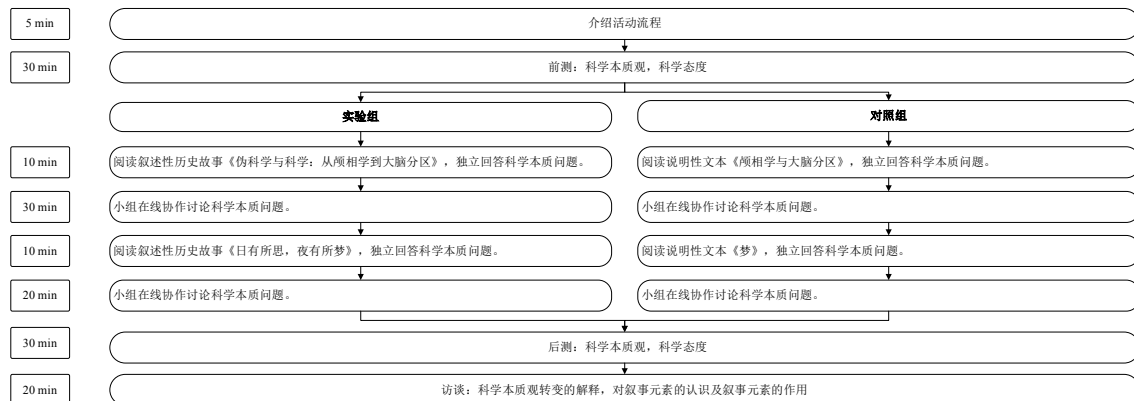 5 min
介绍活动流程
30 min
前测：科学本质观，科学态度
实验组
对照组
10 min
阅读叙述性历史故事《伪科学与科学：从颅相学到大脑分区》，独立回答科学本质问题。
阅读说明性文本《颅相学与大脑分区》，独立回答科学本质问题。
30 min
小组在线协作讨论科学本质问题。
小组在线协作讨论科学本质问题。
10 min
阅读叙述性历史故事《日有所思，夜有所梦》，独立回答科学本质问题。
阅读说明性文本《梦》，独立回答科学本质问题。
20 min
小组在线协作讨论科学本质问题。
小组在线协作讨论科学本质问题。
30 min
后测：科学本质观，科学态度
20 min
访谈：科学本质观转变的解释，对叙事元素的认识及叙事元素的作用